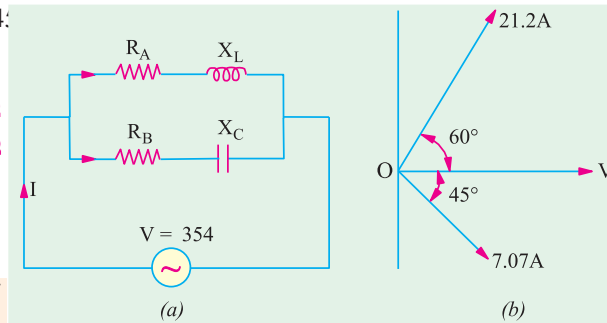 R_A
X_L
R_B
X_C
I
V = 354
~
(a)
21.2A
60°
O
V
45°
7.07A
(b)